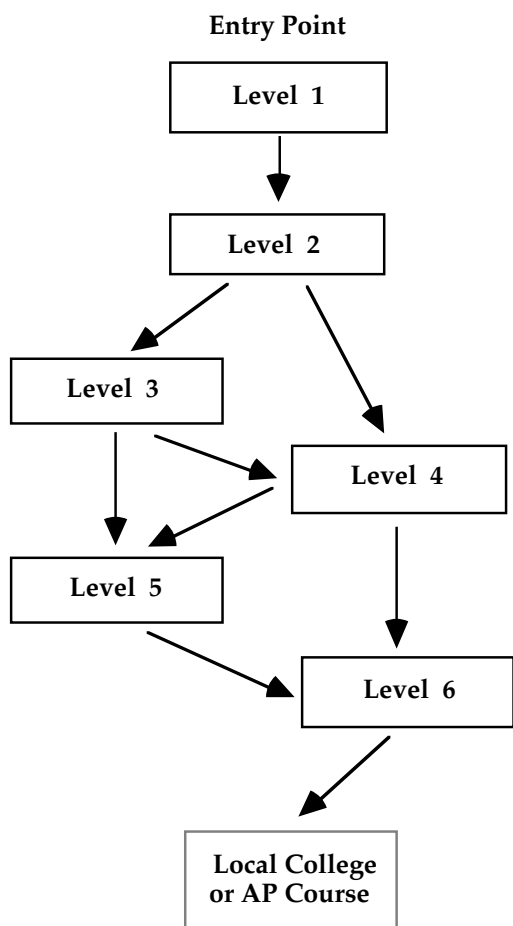 Entry Point
Level 1
Level 2
Level 3
Level 4
Level 5
Level 6
Local College
or AP Course